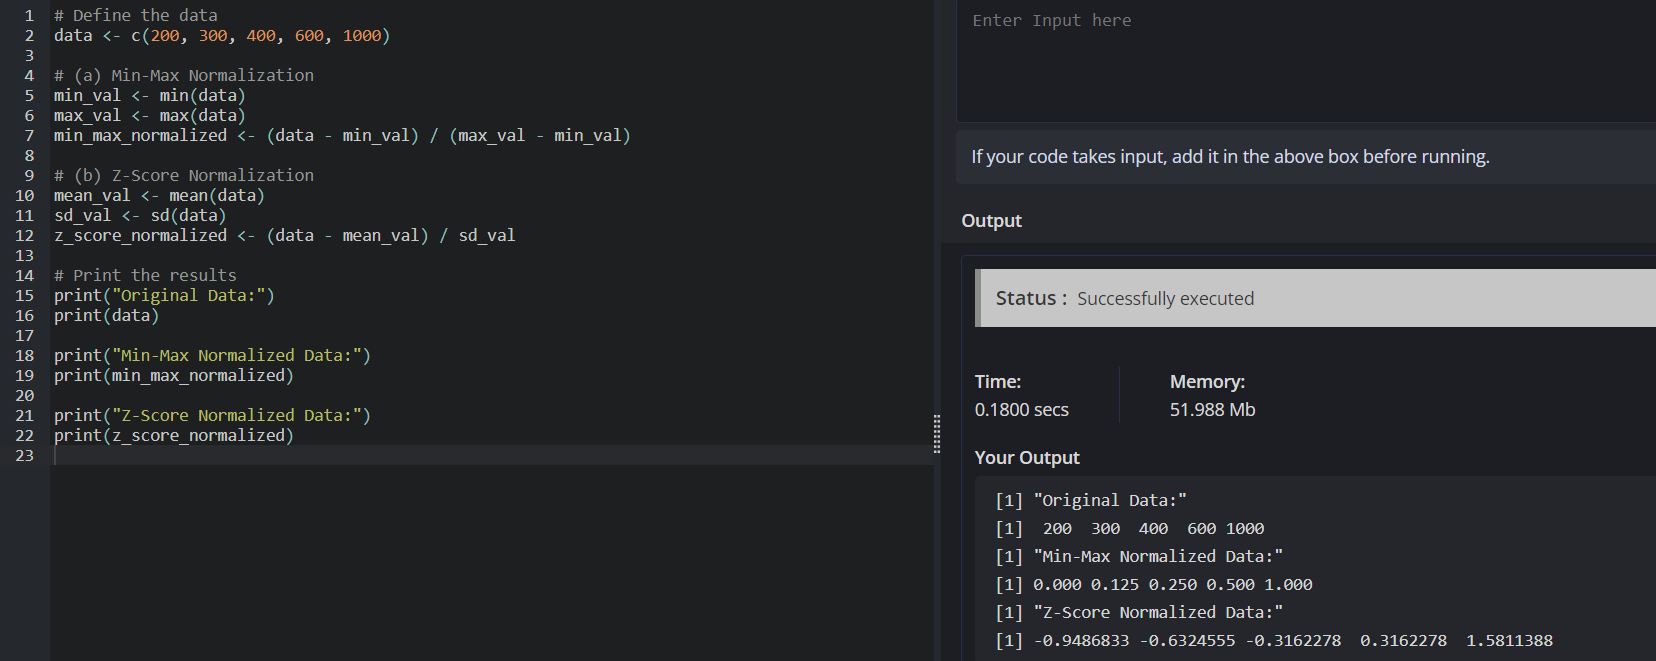 1 # Define the data
2 data <- c(200, 300, 400, 600, 1000)
3
4 # (a) Min-Max Normalization
5 min_val <- min(data)
6 max_val <- max(data)
7 min_max_normalized <- (data - min_val) / (max_val - min_val)
8
9 # (b) Z-Score Normalization
10 mean_val <- mean(data)
11 sd_val <- sd(data)
12 z_score_normalized <- (data - mean_val) / sd_val
13
14 # Print the results
15 print("Original Data:")
16 print(data)
17
18 print("Min-Max Normalized Data:")
19 print(min_max_normalized)
20
21 print("Z-Score Normalized Data:")
22 print(z_score_normalized)
23
Enter Input here
If your code takes input, add it in the above box before running.
Output
Status : Successfully executed
Time: Memory:
0.1800 secs 51.988 Mb
Your Output
[1] "Original Data:"
[1]  200  300  400  600 1000
[1] "Min-Max Normalized Data:"
[1] 0.000 0.125 0.250 0.500 1.000
[1] "Z-Score Normalized Data:"
[1] -0.9486833 -0.6324555 -0.3162278  0.3162278  1.5811388